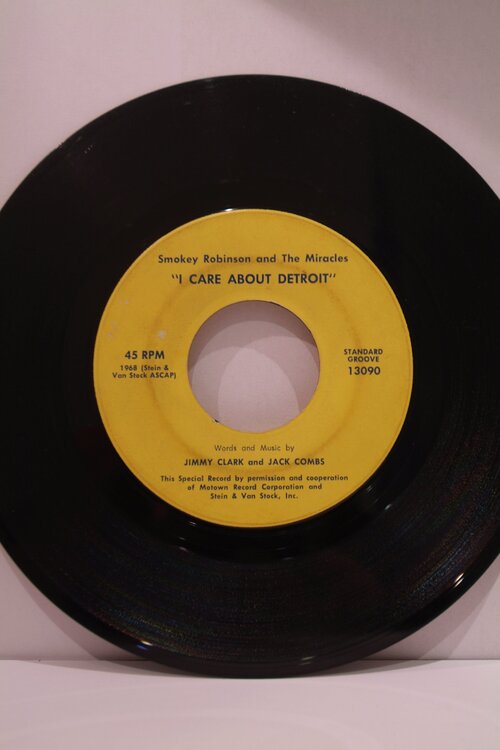 Smokey Robinson and The Miracles
"I CARE ABOUT DETROIT"
45 RPM
1968 (Stein &
Van Stock ASCAP)
STANDARD
GROOVE
13090
Words and Music by
JIMMY CLARK and JACK COMBS
This Special Record by permission and cooperation
of Motown Record Corporation and
Stein & Van Stock, Inc.